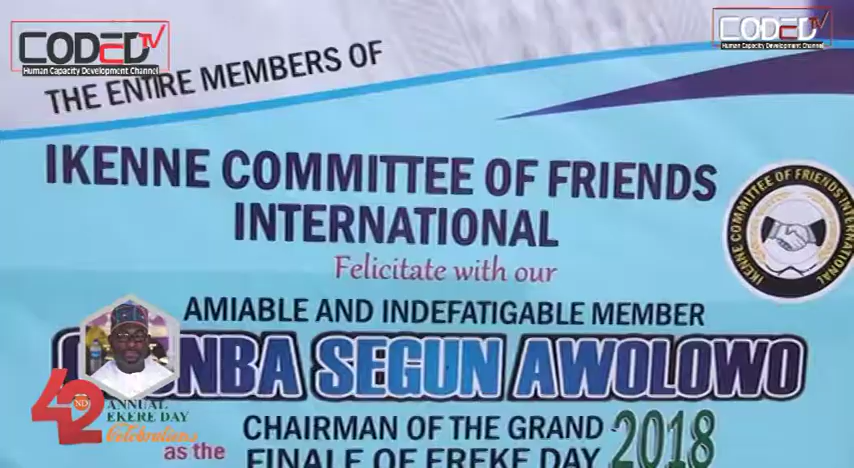 CODED TV
Human Capacity Development Channel
CODED TV
Human Capacity Development Channel
THE ENTIRE MEMBERS OF
IKENNE COMMITTEE OF FRIENDS
INTERNATIONAL
IKENNE COMMITTEE OF FRIENDS INTERNATIONAL
Felicitate with our
AMIABLE AND INDEFATIGABLE MEMBER
SEGUN AWOLOWO
42ND ANNUAL
EKERE DAY
Celebrations
as the
CHAIRMAN OF THE GRAND 2018
FINALE OF EREKE DAY